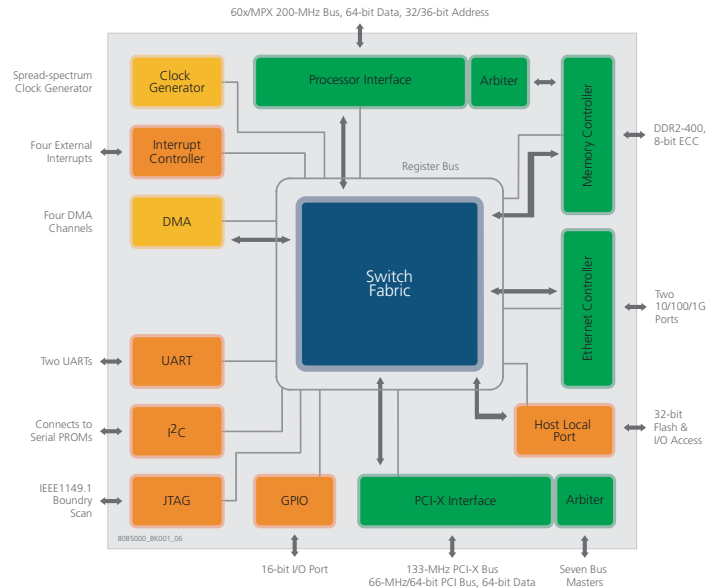 60x/MPX 200-MHz Bus, 64-bit Data, 32/36-bit Address
Spread-spectrum
Clock Generator
Clock
Generator
Processor Interface
Arbiter
Memory Controller
DDR2-400,
8-bit ECC
Four External
Interrupts
Interrupt
Controller
Register Bus
Four DMA
Channels
DMA
Switch
Fabric
Ethernet Controller
Two
10/100/1G
Ports
Two UARTs
UART
Connects to
Serial PROMs
I2C
Host Local
Port
32-bit
Flash &
I/O Access
IEEE1149.1
Boundry
Scan
JTAG
GPIO
PCI-X Interface
Arbiter
80B5000_BK001_06
16-bit I/O Port
133-MHz PCI-X Bus
66-MHz/64-bit PCI Bus, 64-bit Data
Seven Bus
Masters